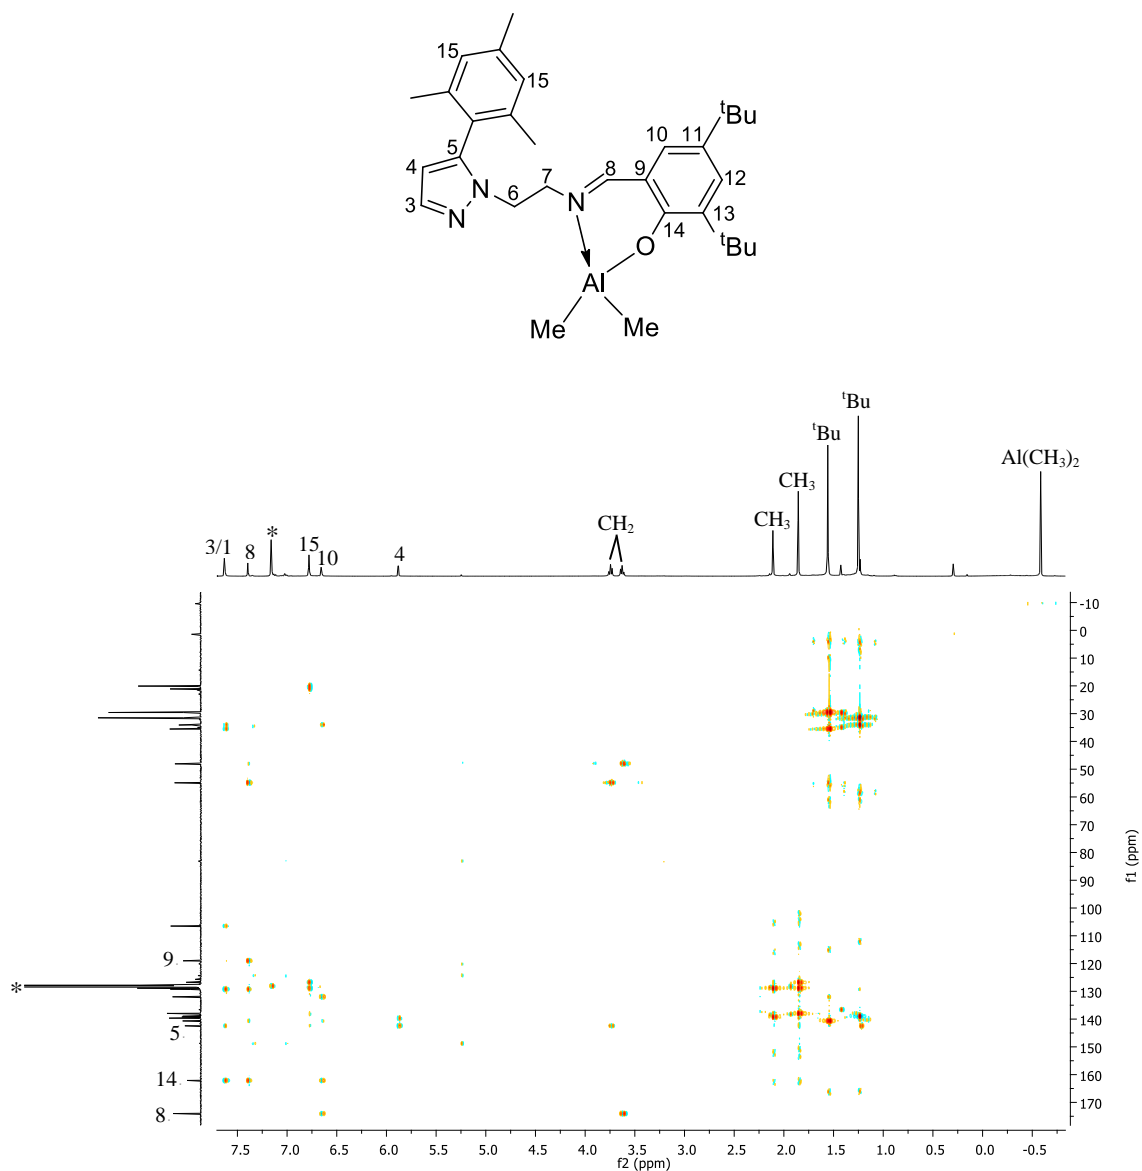 15
15
ᵗBu
10
11
5
4
8
9
12
7
N
N
6
3
N
13
14
O
ᵗBu
Al
Me
Me
ᵗBu
ᵗBu
Al(CH₃)₂
CH₃
CH₃
*
CH₂
3/1
8
15
10
4
-10
0
10
20
30
40
50
60
70
80
90
100
110
120
130
140
150
160
170
f1 (ppm)
9
*
5
14
8
7.5 7.0 6.5 6.0 5.5 5.0 4.5 4.0 3.5 3.0 2.5 2.0 1.5 1.0 0.5 0.0 -0.5
f2 (ppm)